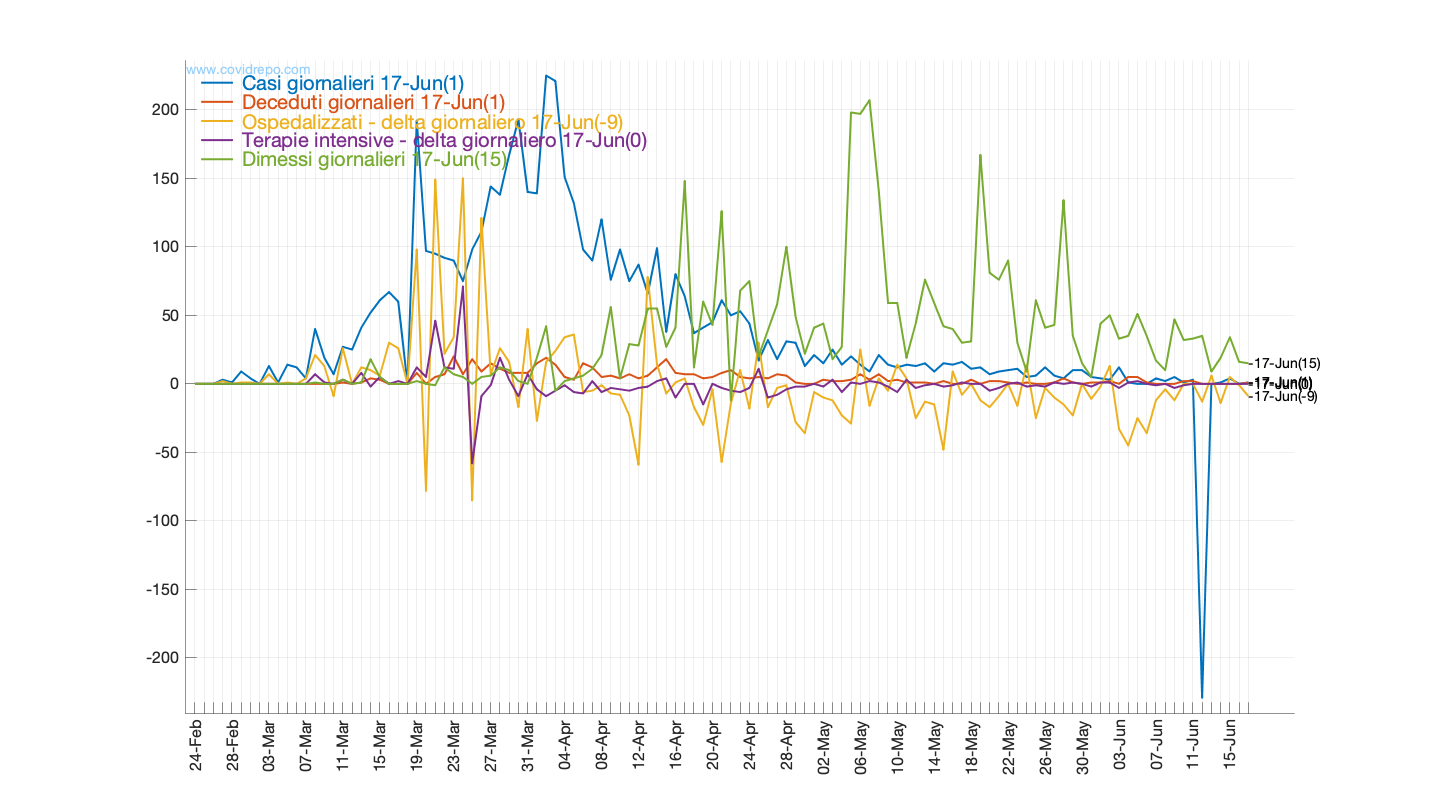 www.covidrepo.com
Casi giornalieri 17-Jun(1)
Deceduti giornalieri 17-Jun(1)
Ospedalizzati - delta giornaliero 17-Jun(-9)
Terapie intensive - delta giornaliero 17-Jun(0)
Dimessi giornalieri 17-Jun(15)
200
150
100
50
0
-50
-100
-150
-200
-17-Jun(15)
-17-Jun(-9)
24-Feb 28-Feb 03-Mar 07-Mar 11-Mar 15-Mar 19-Mar 23-Mar 27-Mar 31-Mar 04-Apr 08-Apr 12-Apr 16-Apr 20-Apr 24-Apr 28-Apr 02-May 06-May 10-May 14-May 18-May 22-May 26-May 30-May 03-Jun 07-Jun 11-Jun 15-Jun